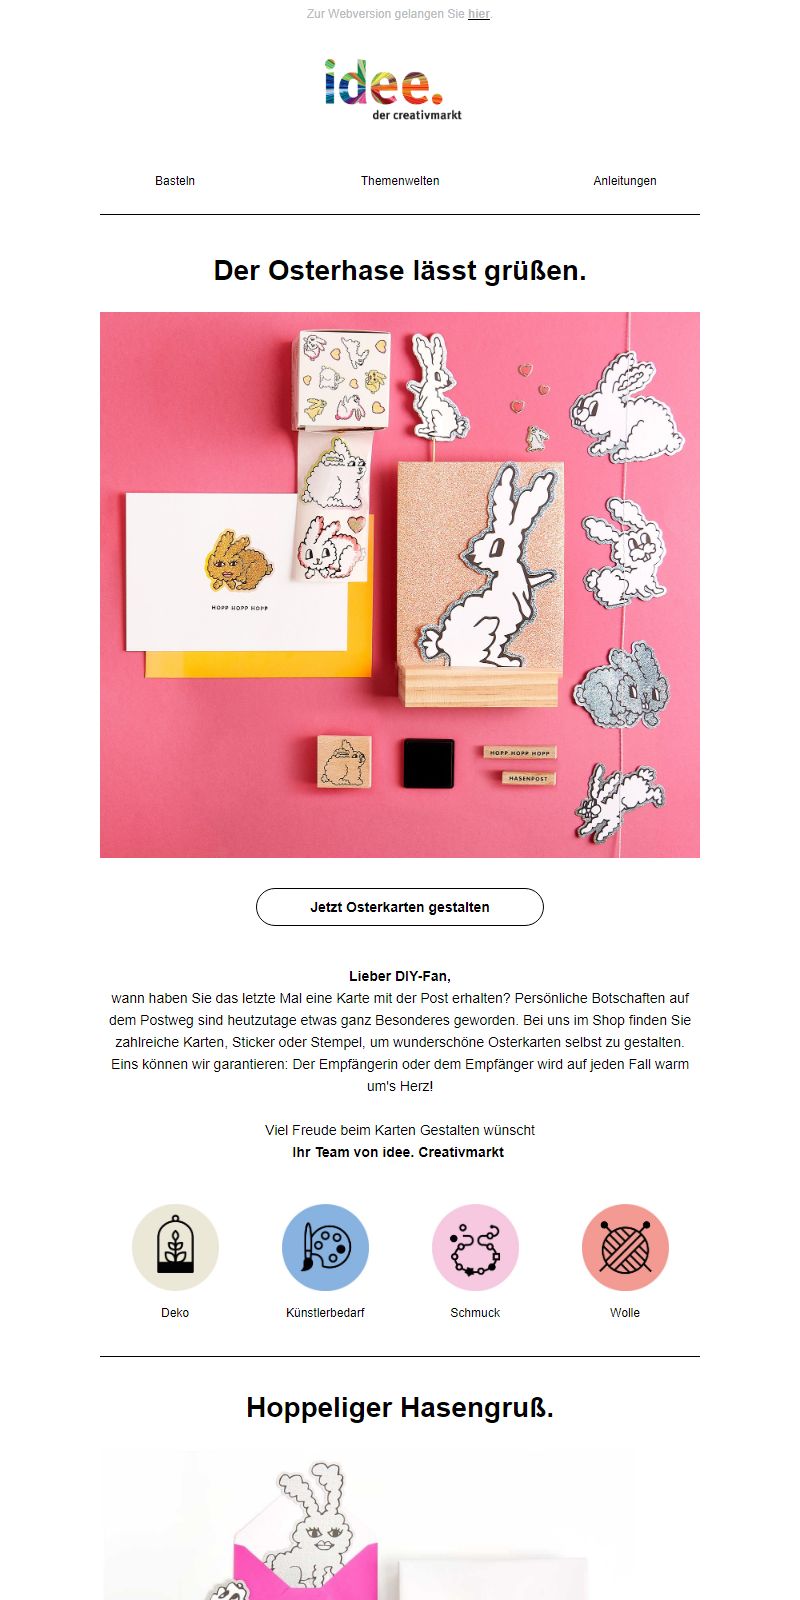 Zur Webversion gelangen Sie hier.
idee.
der creativmarkt
Basteln
Themenwelten
Anleitungen
Der Osterhase lässt grüßen.
HOPP HOPP HOPP
HOPP HOPP HOPP
HASENPOST
Jetzt Osterkarten gestalten
Lieber DIY-Fan,
wann haben Sie das letzte Mal eine Karte mit der Post erhalten? Persönliche Botschaften auf
dem Postweg sind heutzutage etwas ganz Besonderes geworden. Bei uns im Shop finden Sie
zahlreiche Karten, Sticker oder Stempel, um wunderschöne Osterkarten selbst zu gestalten.
Eins können wir garantieren: Der Empfängerin oder dem Empfänger wird auf jeden Fall warm
um's Herz!
Viel Freude beim Karten Gestalten wünscht
Ihr Team von idee. Creativmarkt
Deko
Künstlerbedarf
Schmuck
Wolle
Hoppeliger Hasengruß.